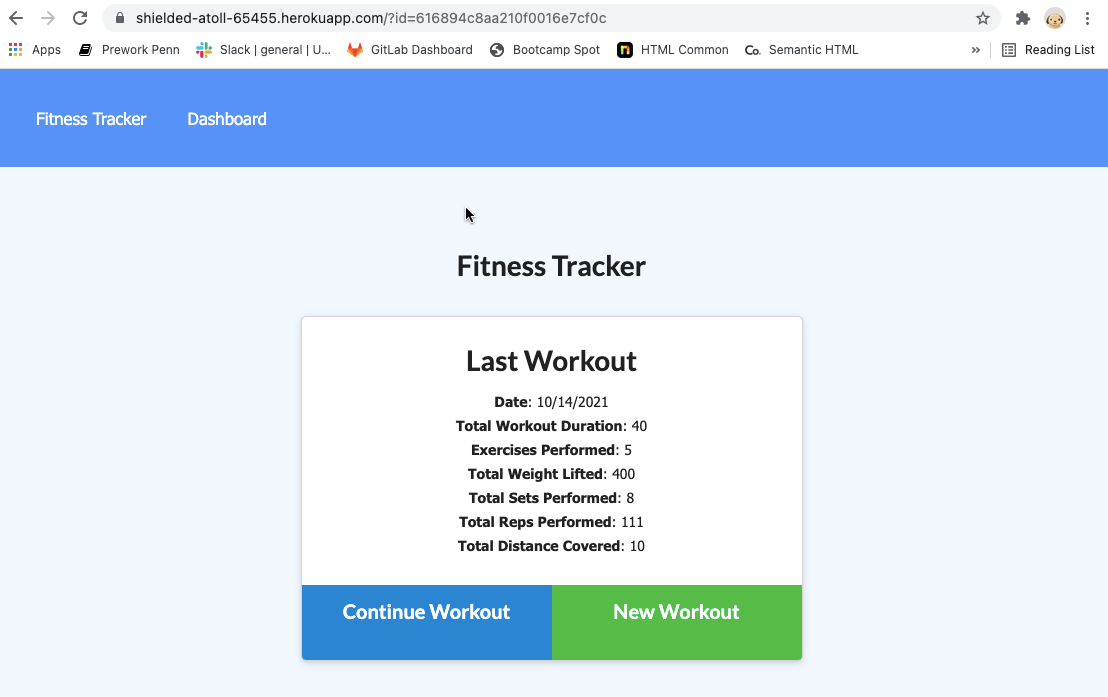 shielded-atoll-65455.herokuapp.com/?id=616894c8aa210f0016e7cf0c
Apps Prework Penn Slack | general | U... GitLab Dashboard Bootcamp Spot HTML Common Co. Semantic HTML » Reading List
Fitness Tracker Dashboard
Fitness Tracker
Last Workout
Date: 10/14/2021
Total Workout Duration: 40
Exercises Performed: 5
Total Weight Lifted: 400
Total Sets Performed: 8
Total Reps Performed: 111
Total Distance Covered: 10
Continue Workout New Workout